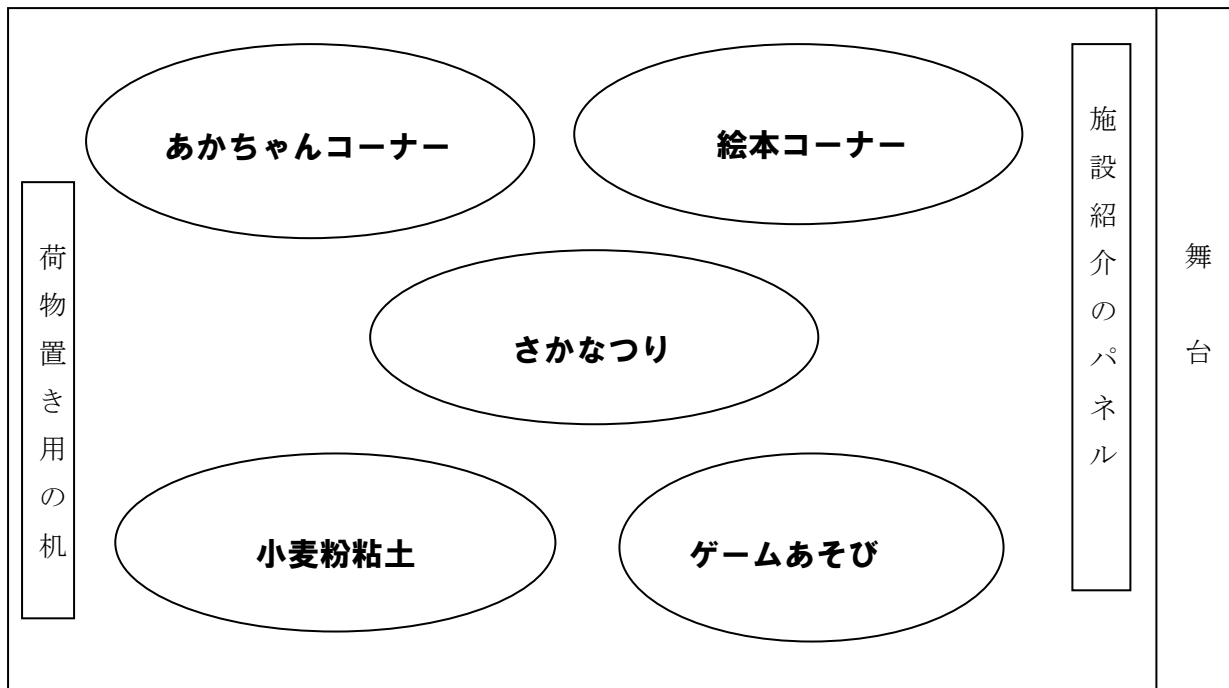 あかちゃんコーナー
絵本コーナー
施設紹介のパネル
舞台
荷物置き用の机
さかなつり
小麦粉粘土
ゲームあそび